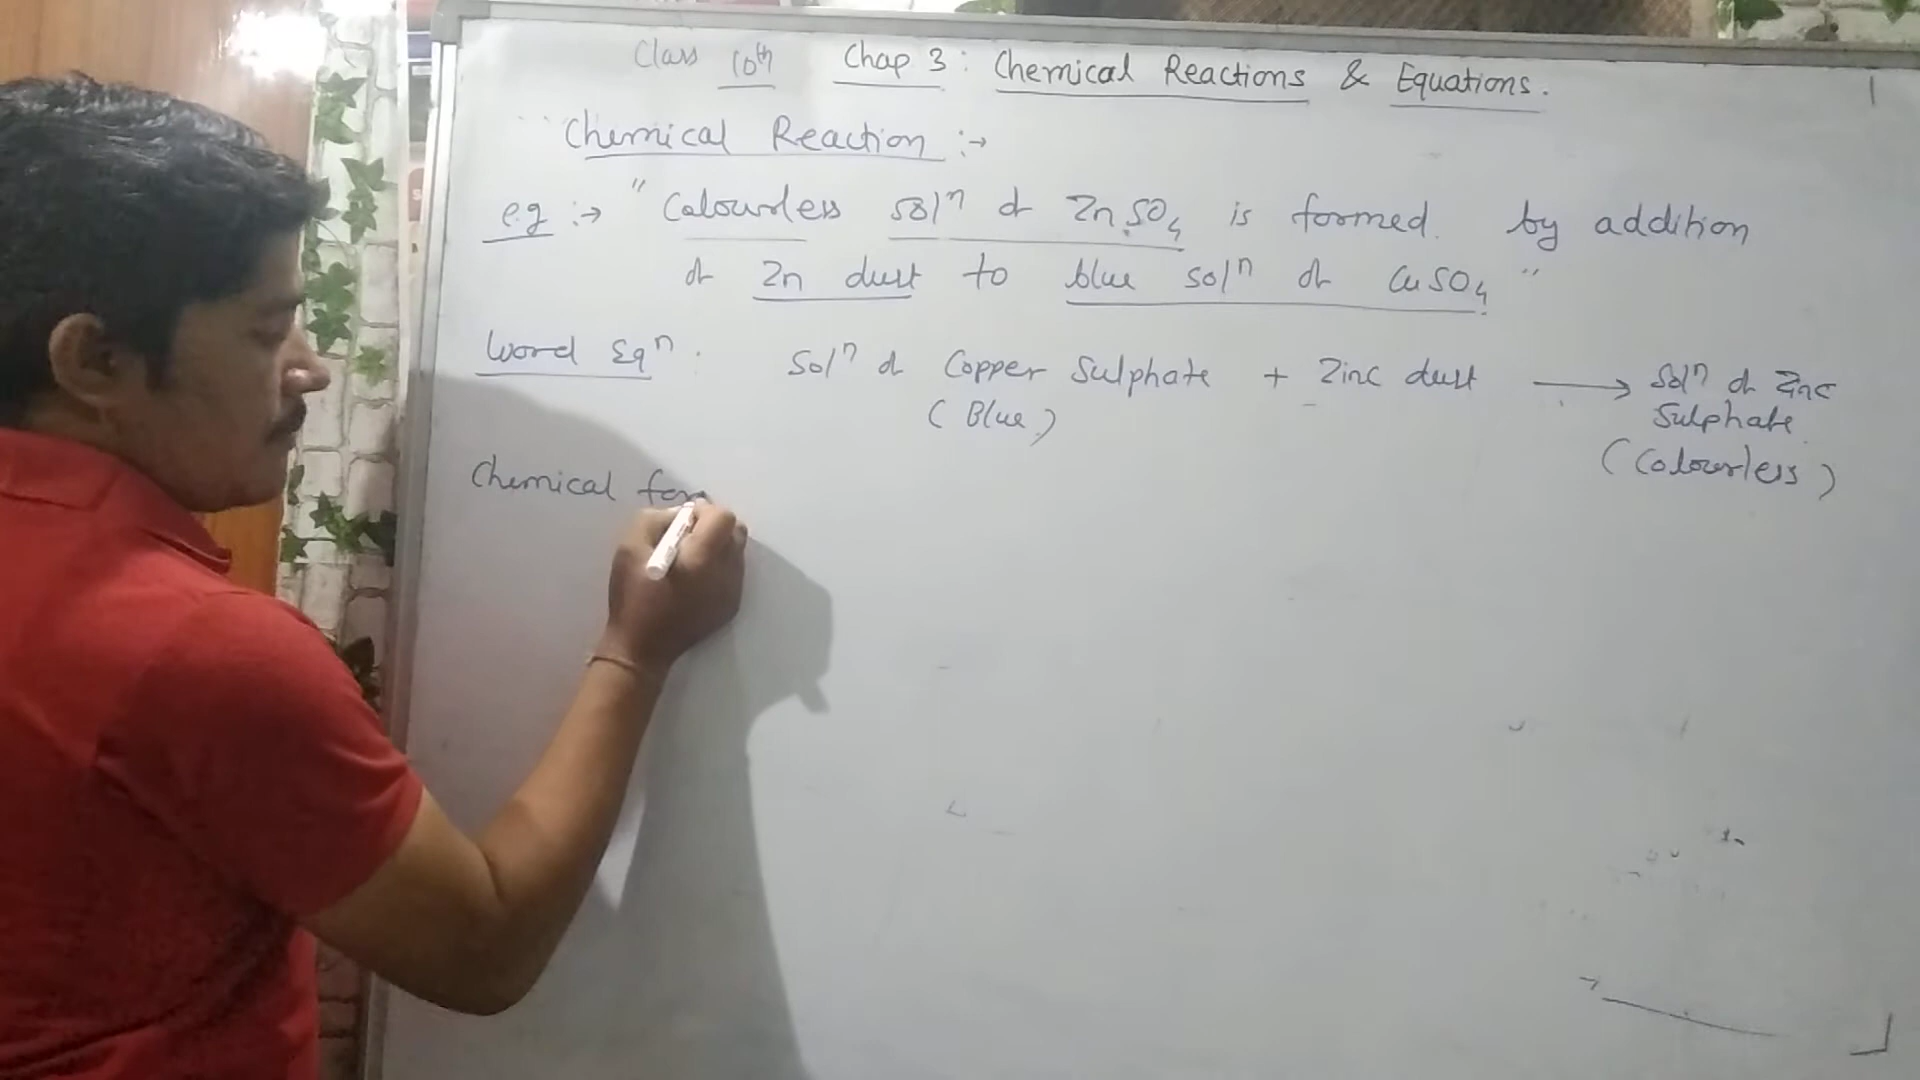 Class 10th Chap 3: Chemical Reactions & Equations. 1
Chemical Reaction :→
e.g :→ "Colourless solⁿ of ZnSO₄ is formed. by addition
of Zn dust to blue solⁿ of CuSO₄"
Word Eqⁿ : Solⁿ of Copper Sulphate + Zinc dust ⟶ Solⁿ of Zinc
Sulphate
(Blue) (Colourless)
Chemical for